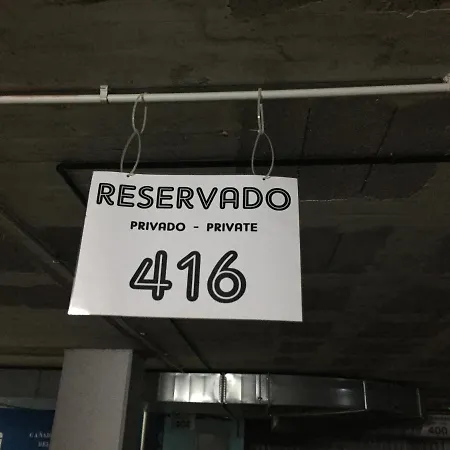 RESERVADO
PRIVADO - PRIVATE
416
400